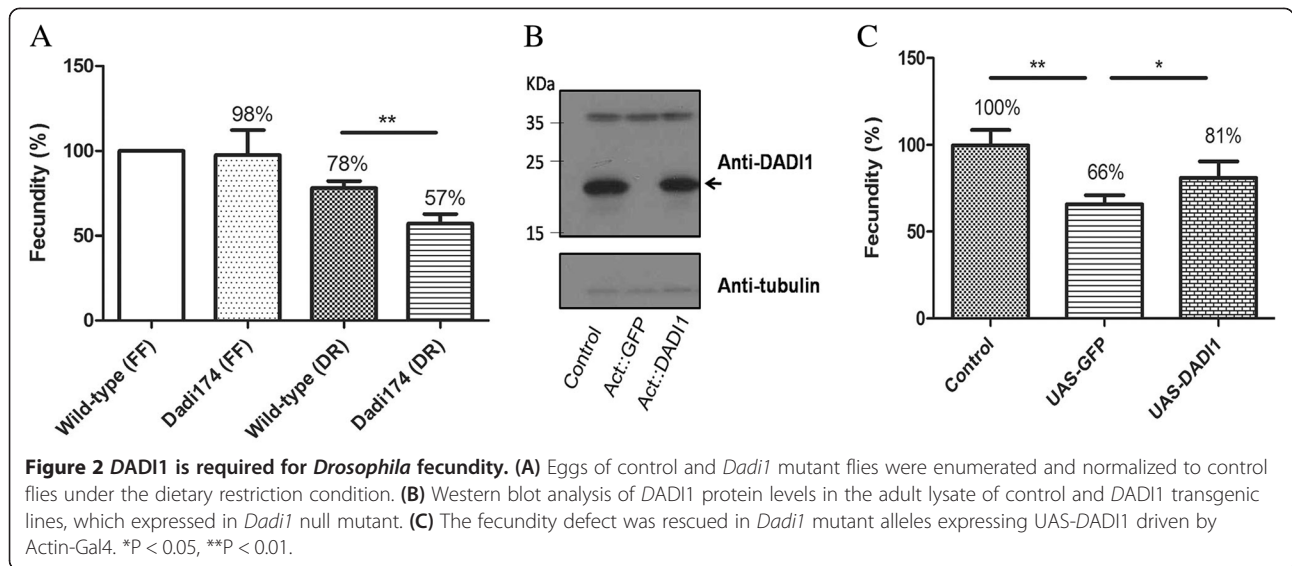 A
Fecundity (%)
150
100
50
0
98%
78%
**
57%
Wild-type (FF)
Dadi174 (FF)
Wild-type (DR)
Dadi174 (DR)
B
KDa
35
25
15
Anti-DADI1
Anti-tubulin
Control
Act::GFP
Act::DADI1
C
Fecundity (%)
150
100
50
0
**
*
100%
66%
81%
Control
UAS-GFP
UAS-DADI1
Figure 2 DADI1 is required for Drosophila fecundity. (A) Eggs of control and Dadi1 mutant flies were enumerated and normalized to control
flies under the dietary restriction condition. (B) Western blot analysis of DADI1 protein levels in the adult lysate of control and DADI1 transgenic
lines, which expressed in Dadi1 null mutant. (C) The fecundity defect was rescued in Dadi1 mutant alleles expressing UAS-DADI1 driven by
Actin-Gal4. *P < 0.05, **P < 0.01.